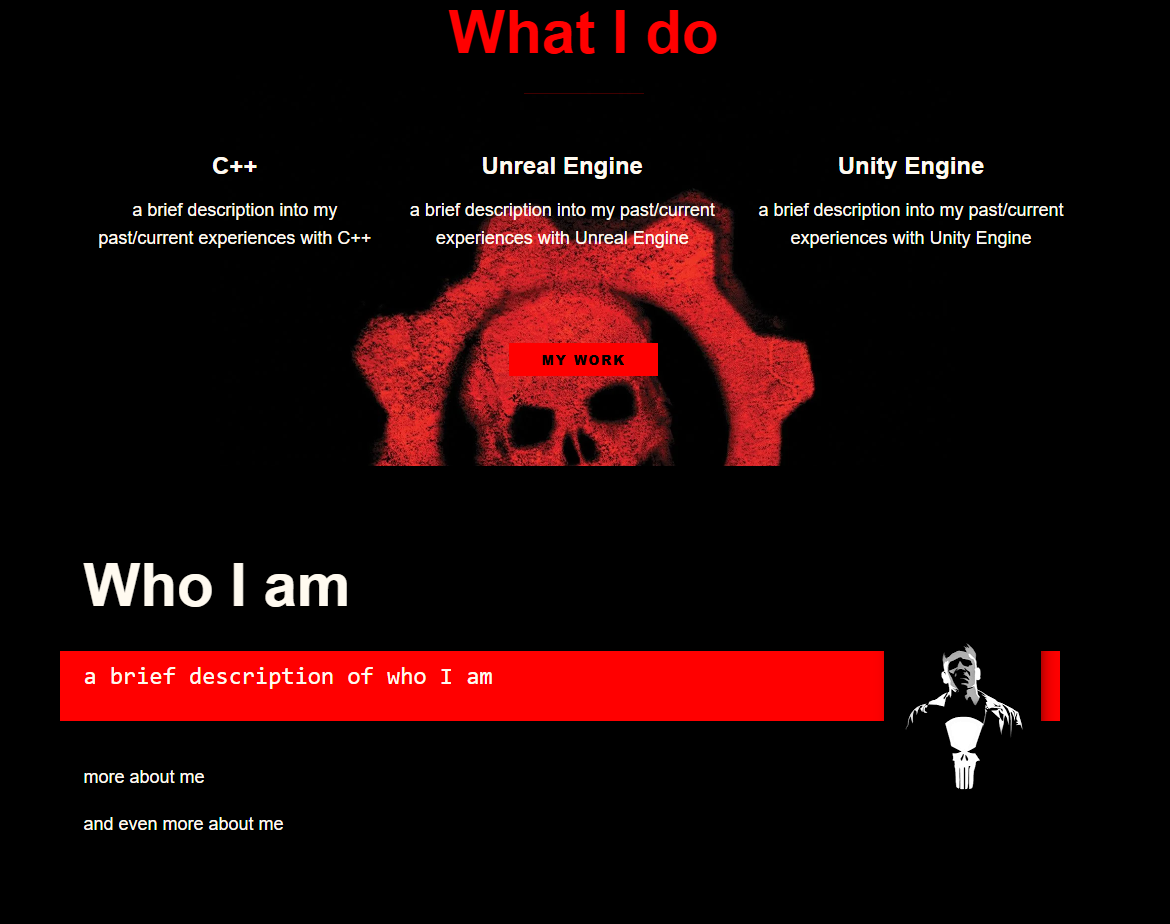 What I do
C++
a brief description into my
past/current experiences with C++
Unreal Engine
a brief description into my past/current
experiences with Unreal Engine
Unity Engine
a brief description into my past/current
experiences with Unity Engine
MY WORK
Who I am
a brief description of who I am
more about me
and even more about me